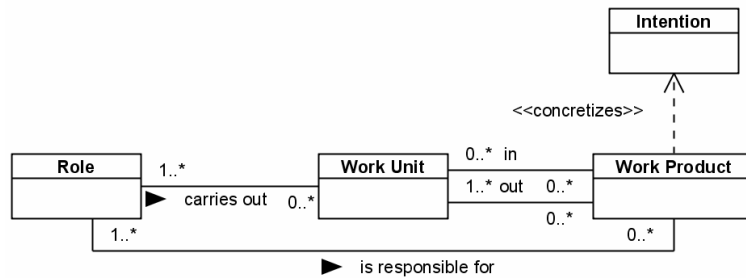 Intention
<<concretizes>>
Role
1..*
carries out
0..*
Work Unit
0..* in
1..* out
0..*
0..*
Work Product
1..*
0..*
is responsible for